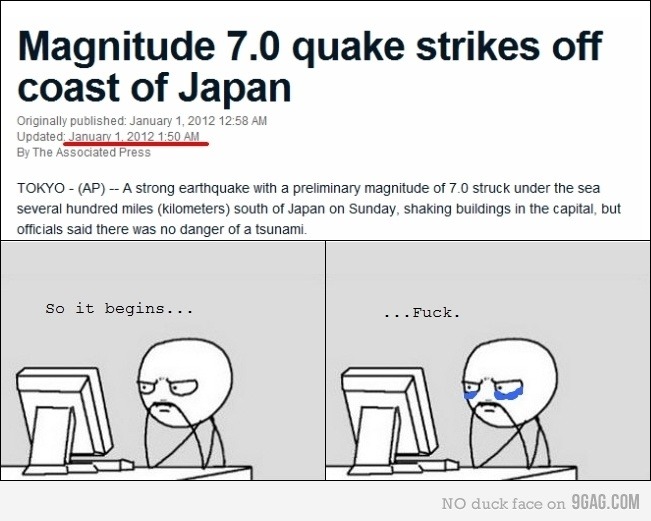 Magnitude 7.0 quake strikes off
coast of Japan
Originally published: January 1, 2012 12:58 AM
Updated: January 1, 2012 1:50 AM
By The Associated Press
TOKYO - (AP) -- A strong earthquake with a preliminary magnitude of 7.0 struck under the sea
several hundred miles (kilometers) south of Japan on Sunday, shaking buildings in the capital, but
officials said there was no danger of a tsunami.
So it begins...
...Fuck.
NO duck face on 9GAG.COM